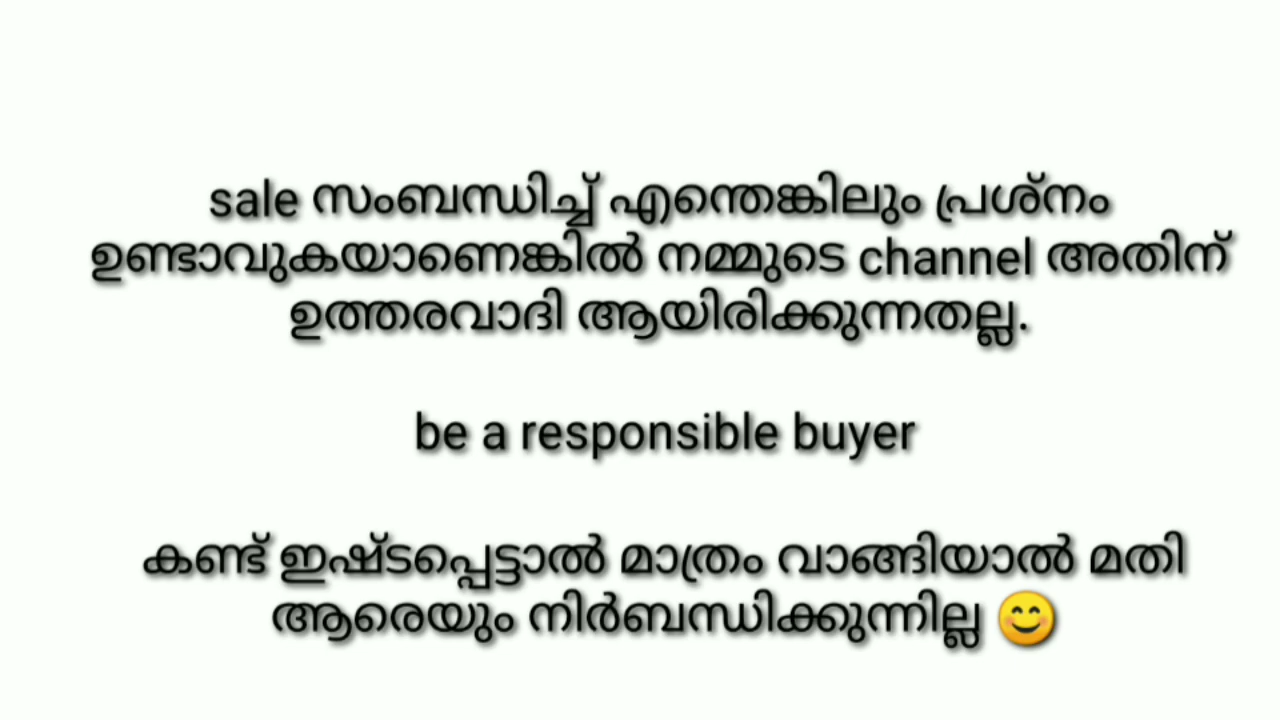 sale സംബന്ധിച്ച് എന്തെങ്കിലും പ്രശ്നം
ഉണ്ടാവുകയാണെങ്കിൽ നമ്മുടെ channel അതിന്
ഉത്തരവാദി ആയിരിക്കുന്നതല്ല.
be a responsible buyer
കണ്ട് ഇഷ്ടപ്പെട്ടാൽ മാത്രം വാങ്ങിയാൽ മതി
ആരെയും നിർബന്ധിക്കുന്നില്ല 😊